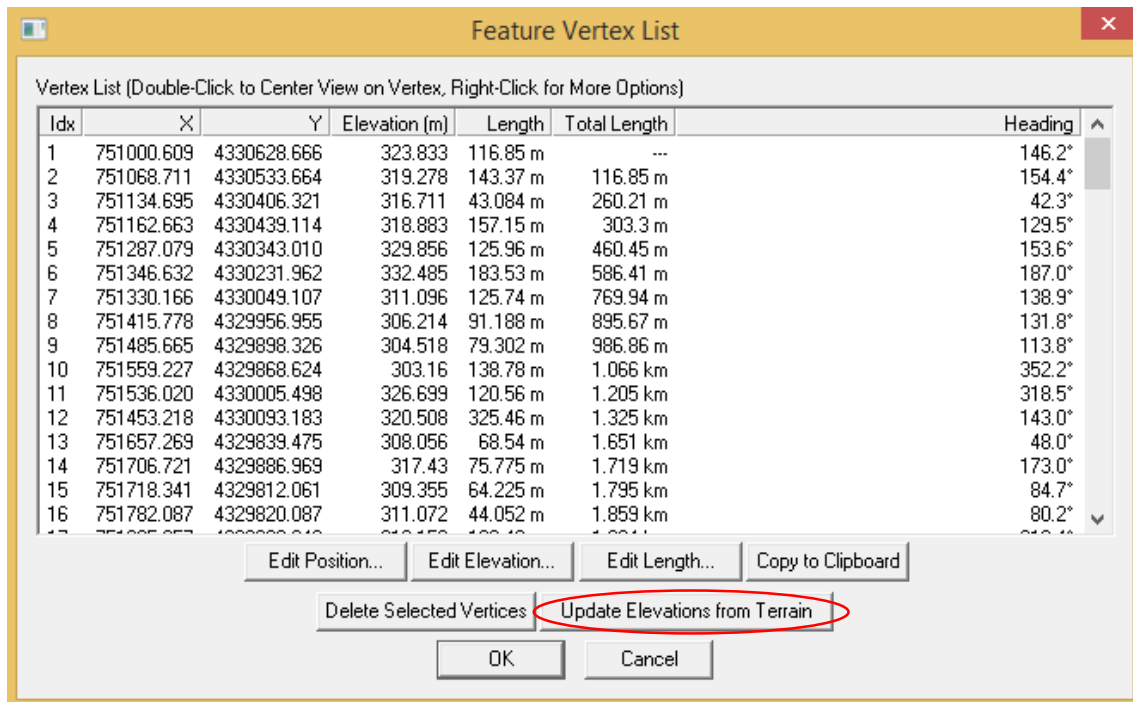 Feature Vertex List
Vertex List (Double-Click to Center View on Vertex, Right-Click for More Options)
Idx X Y Elevation (m) Length Total Length Heading
1 751000.609 4330628.666 323.833 116.85 m --- 146.2°
2 751068.711 4330533.664 319.278 143.37 m 116.85 m 154.4°
3 751134.695 4330406.321 316.711 43.084 m 260.21 m 42.3°
4 751162.663 4330439.114 318.883 157.15 m 303.3 m 129.5°
5 751287.079 4330343.010 329.856 125.96 m 460.45 m 153.6°
6 751346.632 4330231.962 332.485 183.53 m 586.41 m 187.0°
7 751330.166 4330049.107 311.096 125.74 m 769.94 m 138.9°
8 751415.778 4329956.955 306.214 91.188 m 895.67 m 131.8°
9 751485.665 4329898.326 304.518 79.302 m 986.86 m 113.8°
10 751559.227 4329868.624 303.16 138.78 m 1.066 km 352.2°
11 751536.020 4330005.498 326.699 120.56 m 1.205 km 318.5°
12 751453.218 4330093.183 320.508 325.46 m 1.325 km 143.0°
13 751657.269 4329839.475 308.056 68.54 m 1.651 km 48.0°
14 751706.721 4329886.969 317.43 75.775 m 1.719 km 173.0°
15 751718.341 4329812.061 309.355 64.225 m 1.795 km 84.7°
16 751782.087 4329820.087 311.072 44.052 m 1.859 km 80.2°
Edit Position... Edit Elevation... Edit Length... Copy to Clipboard
Delete Selected Vertices Update Elevations from Terrain
OK Cancel